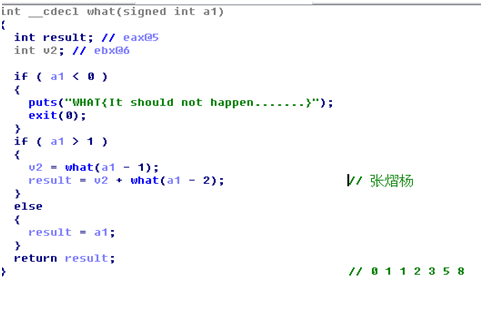 int __cdecl what(signed int a1)
{
int result; // eax@5
int v2; // ebx@6
if ( a1 < 0 )
{
puts("WHAT{It should not happen.......}");
exit(0);
}
if ( a1 > 1 )
{
v2 = what(a1 - 1);
result = v2 + what(a1 - 2); // 张熠杨
}
else
{
result = a1;
}
return result;
} // 0 1 1 2 3 5 8